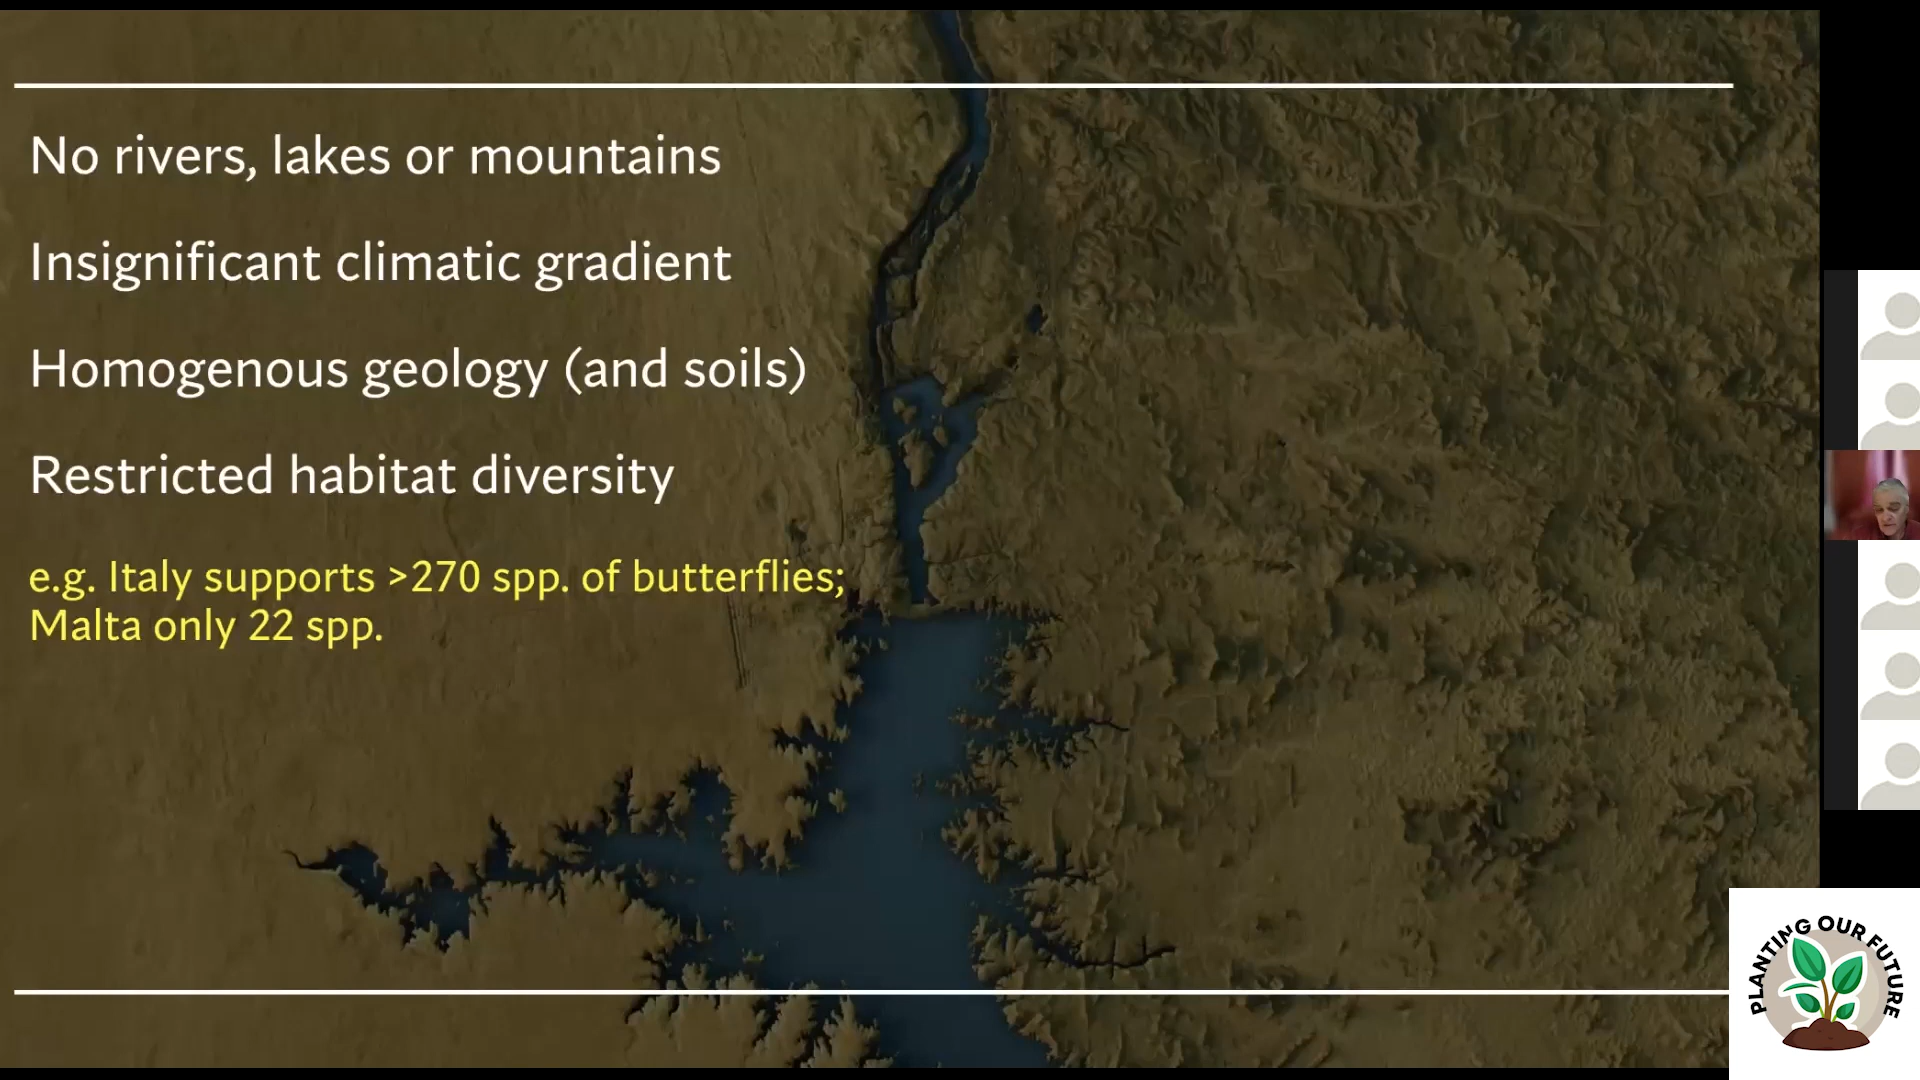 No rivers, lakes or mountains
Insignificant climatic gradient
Homogenous geology (and soils)
Restricted habitat diversity
e.g. Italy supports >270 spp. of butterflies;
Malta only 22 spp.
PLANTING OUR FUTURE